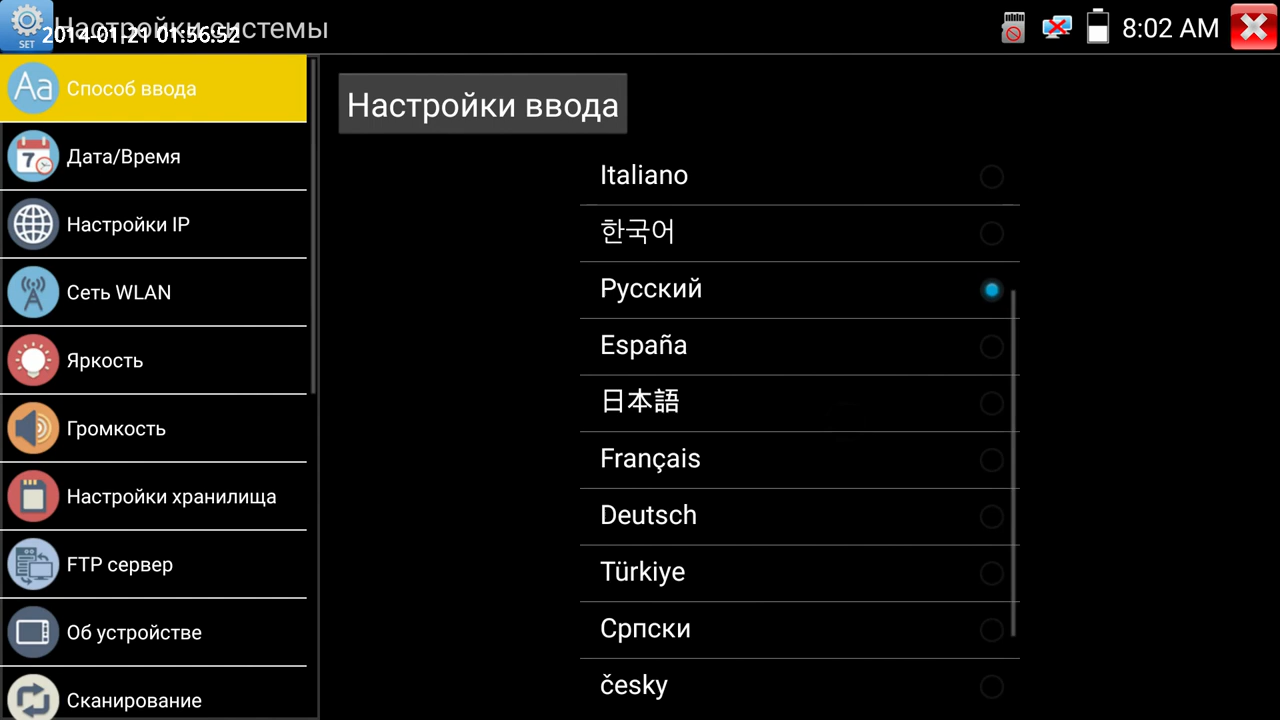 Настройки системы
2014-01-21 01:56:52
8:02 AM
SET
Способ ввода
Дата/Время
7
Настройки IP
Сеть WLAN
Яркость
Громкость
Настройки хранилища
FTP сервер
Об устройстве
Сканирование
Aa
Настройки ввода
Italiano
한국어
Русский
España
日本語
Français
Deutsch
Türkiye
Српски
česky